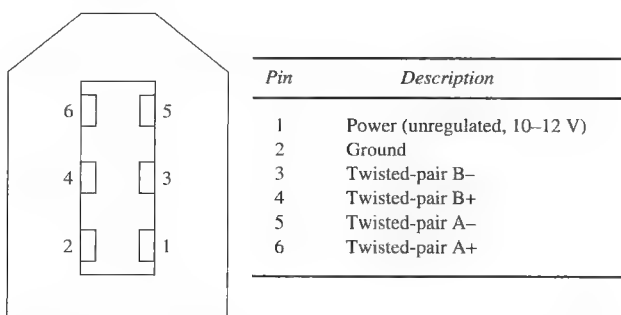 6 5
4 3
2 1
Pin Description
1 Power (unregulated, 10–12 V)
2 Ground
3 Twisted-pair B–
4 Twisted-pair B+
5 Twisted-pair A–
6 Twisted-pair A+